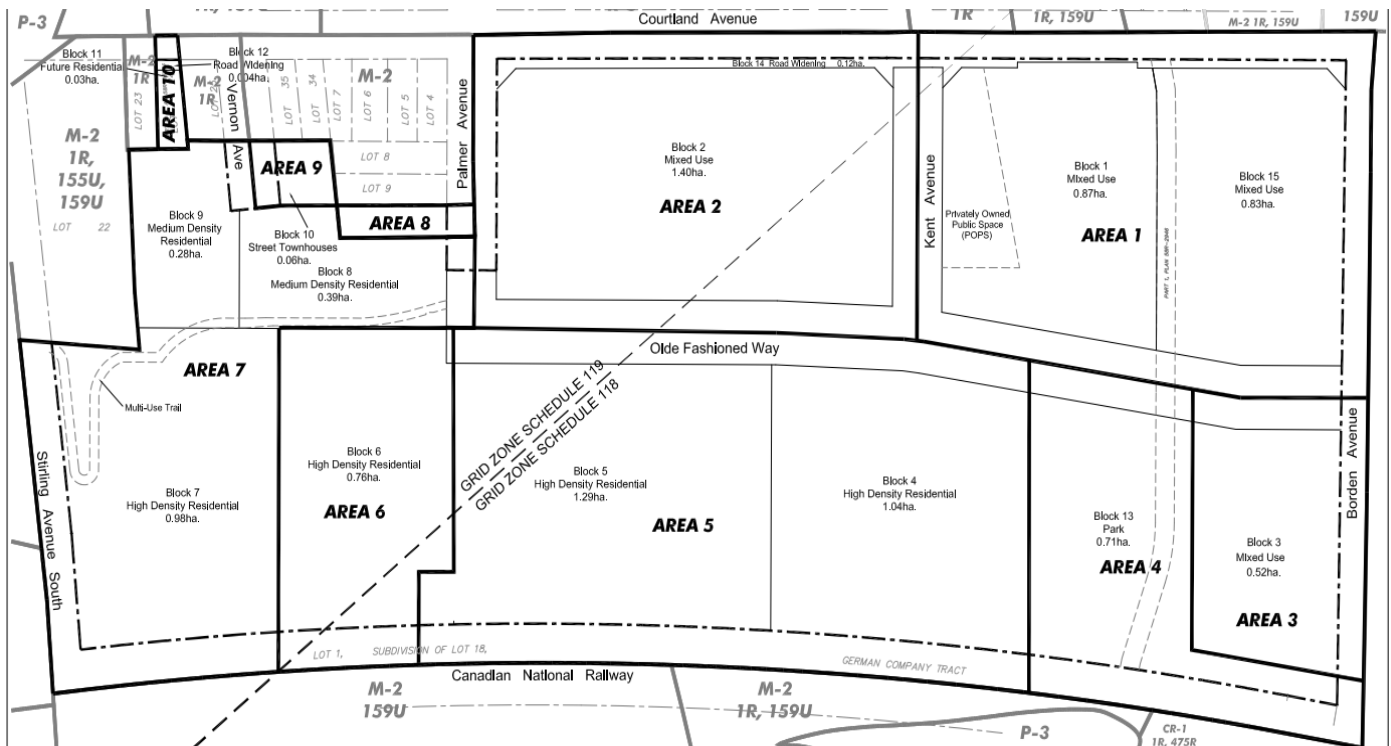 P-3
1R, 159U
Courtland Avenue
1R
1R, 159U
M-2 1R, 159U
159U
Block 11
Future Residential
0.03ha.
M-2
1R
AREA 10
Block 12
Road Widening
0.004ha.
M-2
1R
M-2
LOT 23
LOT 35
LOT 34
LOT 7
LOT 6
LOT 5
LOT 4
Vernon Ave
Palmer Avenue
Block 14 Road Widening 0.12ha.
M-2
1R,
155U,
159U
LOT 22
LOT 8
LOT 9
AREA 9
AREA 8
Block 9
Medium Density
Residential
0.28ha.
Block 10
Street Townhouses
0.06ha.
Block 8
Medium Density Residential
0.39ha.
Block 2
Mixed Use
1.40ha.
AREA 2
Kent Avenue
Block 1
MIxed Use
0.87ha.
Privately Owned
Public Space
(POPS)
AREA 1
Block 15
Mixed Use
0.83ha.
Olde Fashioned Way
AREA 7
Multi-Use Trail
GRID ZONE SCHEDULE 119
GRID ZONE SCHEDULE 118
Stirling Avenue South
Block 7
High Density Residential
0.98ha.
Block 6
High Density Residential
0.76ha.
AREA 6
Block 5
High Density Residential
1.29ha.
AREA 5
Block 4
High Density Residential
1.04ha.
Block 13
Park
0.71ha.
AREA 4
Block 3
MIxed Use
0.52ha.
AREA 3
Borden Avenue
LOT 1, SUBDIVISION OF LOT 18,
GERMAN COMPANY TRACT
Canadian National Railway
M-2
159U
M-2
1R, 159U
P-3
CR-1
1R, 475R